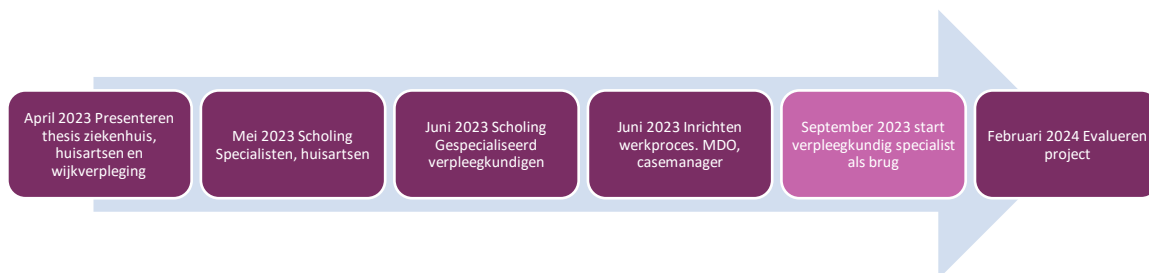 April 2023 Presenteren
thesis ziekenhuis,
huisartsen en
wijkverpleging
Mei 2023 Scholing
Specialisten, huisartsen
Juni 2023 Scholing
Gespecialiseerd
verpleegkundigen
Juni 2023 Inrichten
werkproces. MDO,
casemanager
September 2023 start
verpleegkundig specialist
als brug
Februari 2024 Evalueren
project